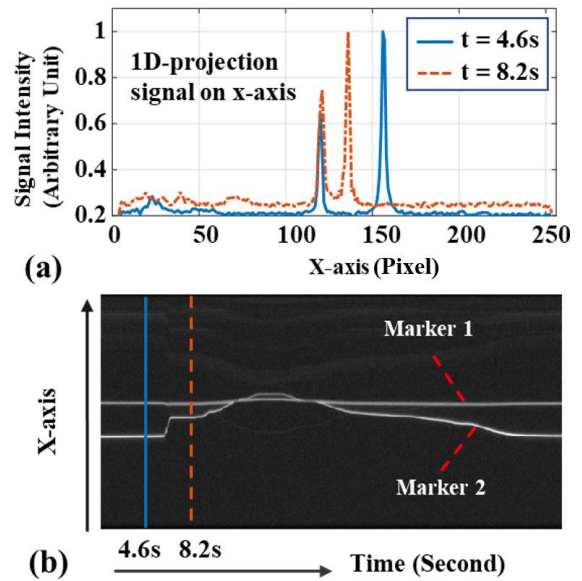 1
0.8
0.6
0.4
0.2
Signal Intensity
(Arbitrary Unit)
1D-projection
signal on x-axis
t = 4.6s
t = 8.2s
0 50 100 150 200 250
X-axis (Pixel)
(a)
X-axis
Marker 1
Marker 2
4.6s 8.2s
Time (Second)
(b)